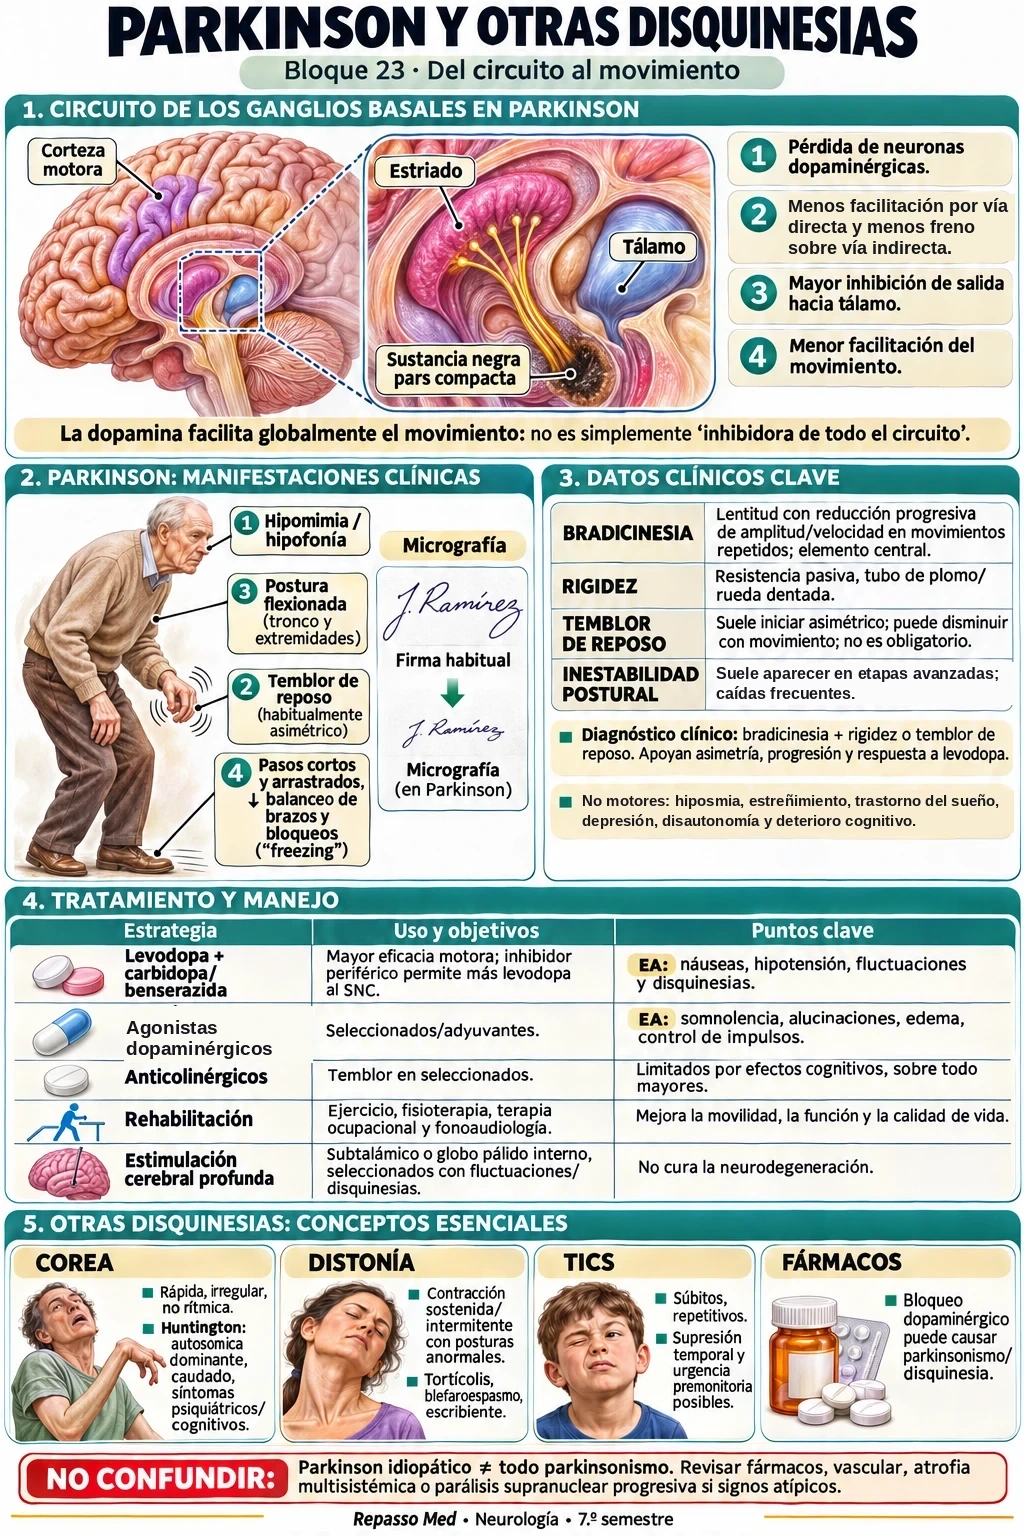 PARKINSON Y OTRAS DISQUINESIAS
Bloque 23 · Del circuito al movimiento
1. CIRCUITO DE LOS GANGLIOS BASALES EN PARKINSON
Corteza
motora
Estriado
Tálamo
Sustancia negra
pars compacta
1 Pérdida de neuronas
dopaminérgicas.
2 Menos facilitación por vía
directa y menos freno
sobre vía indirecta.
3 Mayor inhibición de salida
hacia tálamo.
4 Menor facilitación del
movimiento.
La dopamina facilita globalmente el movimiento: no es simplemente ‘inhibidora de todo el circuito’.
2. PARKINSON: MANIFESTACIONES CLÍNICAS
1 Hipomimia /
hipofonía
3 Postura
flexionada
(tronco y
extremidades)
2 Temblor de
reposo
(habitualmente
asimétrico)
4 Pasos cortos
y arrastrados,
↓ balanceo de
brazos y
bloqueos
(“freezing”)
Micrografía
J. Ramírez
Firma habitual
J. Ramírez
Micrografía
(en Parkinson)
3. DATOS CLÍNICOS CLAVE
BRADICINESIA
Lentitud con reducción progresiva
de amplitud/velocidad en movimientos
repetidos; elemento central.
RIGIDEZ
Resistencia pasiva, tubo de plomo/
rueda dentada.
TEMBLOR
DE REPOSO
Suele iniciar asimétrico; puede disminuir
con movimiento; no es obligatorio.
INESTABILIDAD
POSTURAL
Suele aparecer en etapas avanzadas;
caídas frecuentes.
Diagnóstico clínico: bradicinesia + rigidez o temblor de
reposo. Apoyan asimetría, progresión y respuesta a levodopa.
No motores: hiposmia, estreñimiento, trastorno del sueño,
depresión, disautonomía y deterioro cognitivo.
4. TRATAMIENTO Y MANEJO
Estrategia
Uso y objetivos
Puntos clave
Levodopa +
carbidopa/
benserazida
Mayor eficacia motora; inhibidor
periférico permite más levodopa
al SNC.
EA: náuseas, hipotensión, fluctuaciones
y disquinesias.
Agonistas
dopaminérgicos
Seleccionados/adyuvantes.
EA: somnolencia, alucinaciones, edema,
control de impulsos.
Anticolinérgicos
Temblor en seleccionados.
Limitados por efectos cognitivos, sobre todo
mayores.
Rehabilitación
Ejercicio, fisioterapia, terapia
ocupacional y fonoaudiología.
Mejora la movilidad, la función y la calidad de vida.
Estimulación
cerebral profunda
Subtalámico o globo pálido interno,
seleccionados con fluctuaciones/
disquinesias.
No cura la neurodegeneración.
5. OTRAS DISQUINESIAS: CONCEPTOS ESENCIALES
COREA
Rápida, irregular,
no rítmica.
Huntington:
autosomica
dominante,
caudado,
síntomas
psiquiátricos/
cognitivos.
DISTONÍA
Contracción
sostenida/
intermitente
con posturas
anormales.
Tortícolis,
blefaroespasmo,
escribiente.
TICS
Súbitos,
repetitivos.
Supresión
temporal y
urgencia
premonitoria
posibles.
FÁRMACOS
Bloqueo
dopaminérgico
puede causar
parkinsonismo/
disquinesia.
NO CONFUNDIR:
Parkinson idiopático ≠ todo parkinsonismo. Revisar fármacos, vascular, atrofia
multisistémica o parálisis supranuclear progresiva si signos atípicos.
Repasso Med • Neurología • 7.º semestre